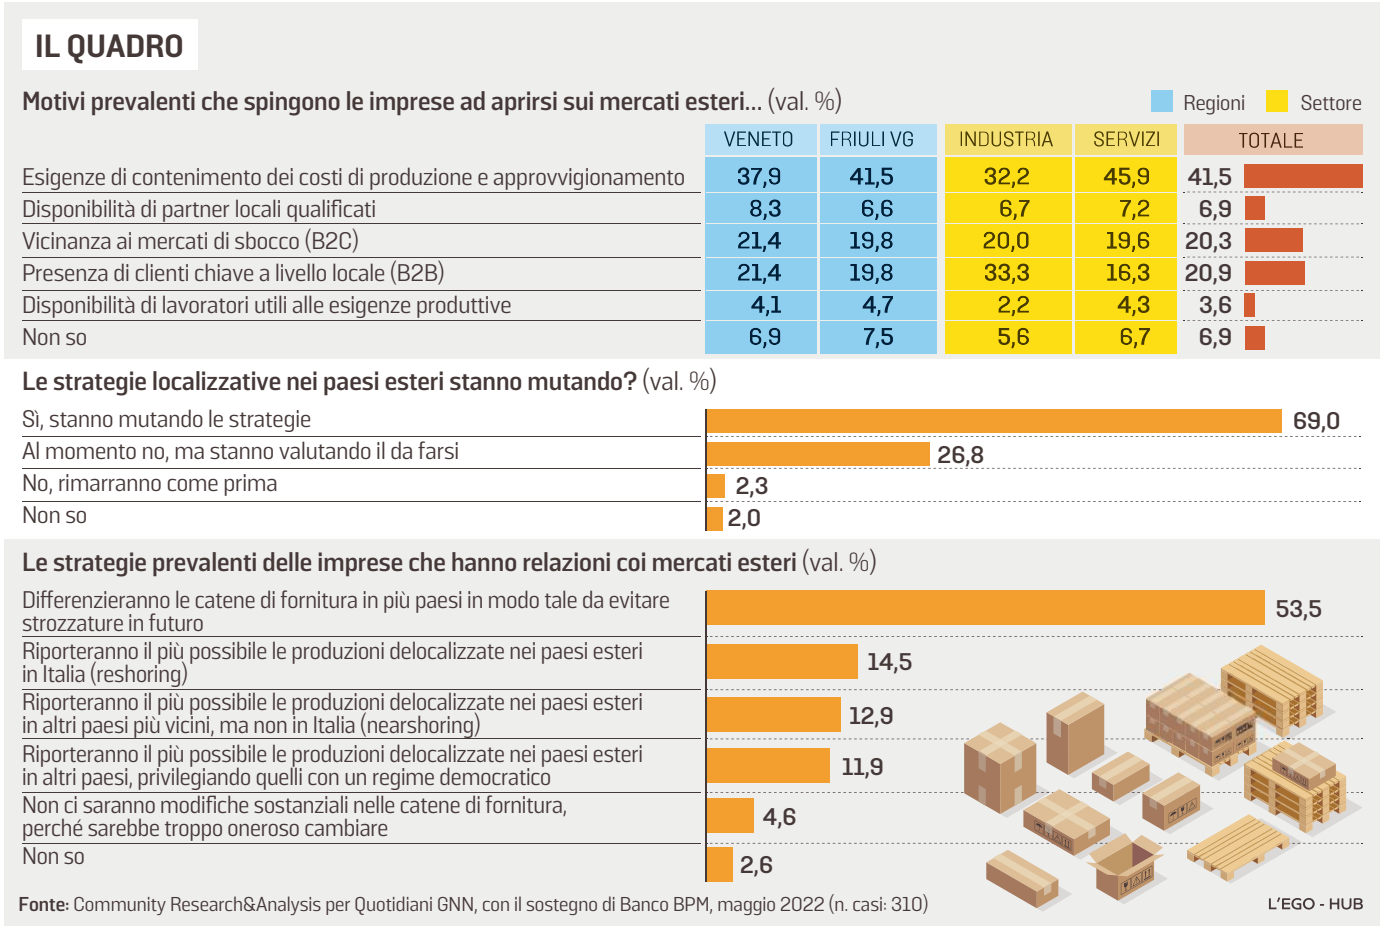 IL QUADRO
Motivi prevalenti che spingono le imprese ad aprirsi sui mercati esteri... (val. %)
Regioni Settore
VENETO FRIULI VG INDUSTRIA SERVIZI TOTALE
Esigenze di contenimento dei costi di produzione e approvvigionamento 37,9 41,5 32,2 45,9 41,5
Disponibilità di partner locali qualificati 8,3 6,6 6,7 7,2 6,9
Vicinanza ai mercati di sbocco (B2C) 21,4 19,8 20,0 19,6 20,3
Presenza di clienti chiave a livello locale (B2B) 21,4 19,8 33,3 16,3 20,9
Disponibilità di lavoratori utili alle esigenze produttive 4,1 4,7 2,2 4,3 3,6
Non so 6,9 7,5 5,6 6,7 6,9
Le strategie localizzative nei paesi esteri stanno mutando? (val. %)
Sì, stanno mutando le strategie 69,0
Al momento no, ma stanno valutando il da farsi 26,8
No, rimarranno come prima 2,3
Non so 2,0
Le strategie prevalenti delle imprese che hanno relazioni coi mercati esteri (val. %)
Differenzieranno le catene di fornitura in più paesi in modo tale da evitare
strozzature in futuro 53,5
Riporteranno il più possibile le produzioni delocalizzate nei paesi esteri
in Italia (reshoring) 14,5
Riporteranno il più possibile le produzioni delocalizzate nei paesi esteri
in altri paesi più vicini, ma non in Italia (nearshoring) 12,9
Riporteranno il più possibile le produzioni delocalizzate nei paesi esteri
in altri paesi, privilegiando quelli con un regime democratico 11,9
Non ci saranno modifiche sostanziali nelle catene di fornitura,
perché sarebbe troppo oneroso cambiare 4,6
Non so 2,6
Fonte: Community Research&Analysis per Quotidiani GNN, con il sostegno di Banco BPM, maggio 2022 (n. casi: 310)
L'EGO - HUB